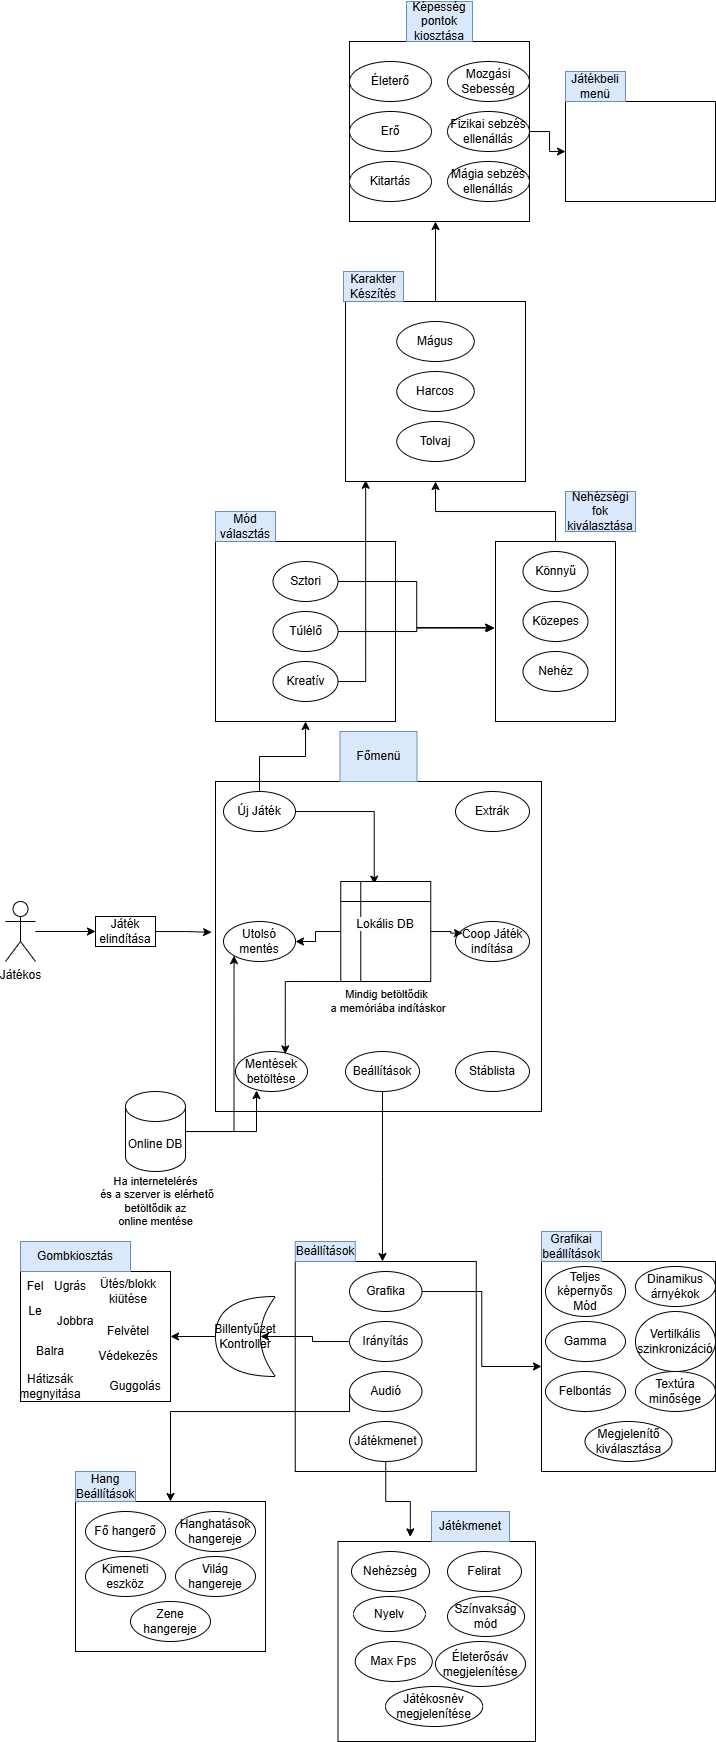 Képesség
pontok
kiosztása
Életerő
Mozgási
Sebesség
Erő
Fizikai sebzés
ellenállás
Kitartás
Mágia sebzés
ellenállás
Játékbeli
menü
Karakter
Készítés
Mágus
Harcos
Tolvaj
Mód
választás
Sztori
Túlélő
Kreatív
Nehézségi
fok
kiválasztása
Könnyű
Közepes
Nehéz
Főmenü
Új Játék
Extrák
Lokális DB
Utolsó
mentés
Coop Játék
indítása
Mindig betöltődik
a memóriába indításkor
Mentések
betöltése
Beállítások
Stáblista
Játékos
Játék
elindítása
Online DB
Ha internetelérés
és a szerver is elérhető
betöltődik az
online mentése
Beállítások
Grafika
Irányítás
Audió
Játékmenet
Billentyűzet
Kontroller
Gombkiosztás
Fel
Ugrás
Ütés/blokk
kiütése
Le
Jobbra
Felvétel
Balra
Védekezés
Hátizsák
megnyitása
Guggolás
Grafikai
beállítások
Teljes
képernyős
Mód
Dinamikus
árnyékok
Gamma
Vertilkális
szinkronizáció
Felbontás
Textúra
minősége
Megjelenítő
kiválasztása
Hang
Beállítások
Fő hangerő
Hanghatások
hangereje
Kimeneti
eszköz
Világ
hangereje
Zene
hangereje
Játékmenet
Nehézség
Felirat
Nyelv
Színvakság
mód
Max Fps
Életerősáv
megjelenítése
Játékosnév
megjelenítése